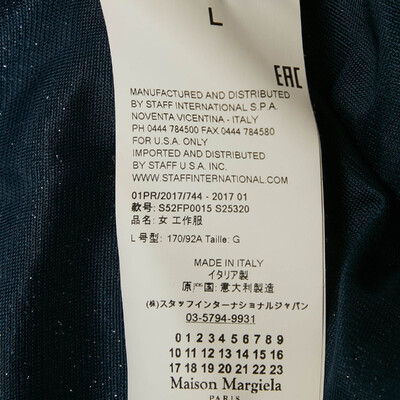 L
EAC
MANUFACTURED AND DISTRIBUTED
BY STAFF INTERNATIONAL S.P.A.
NOVENTA VICENTINA - ITALY
PH 0444 784500 FAX 0444 784580
FOR U.S.A. ONLY
IMPORTED AND DISTRIBUTED
BY STAFF U.S.A. INC.
WWW.STAFFINTERNATIONAL.COM
01PR/2017/744 - 2017 01
款号: S52FP0015 S25320
品名: 女 工作服
L 号型: 170/92A Taille: G
MADE IN ITALY
イタリア製
原产国: 意大利製造
(株)スタッフインターナショナルジャパン
03-5794-9931
0 1 2 3 4 5 6 7 8 9
10 11 12 13 14 15 16
17 18 19 20 21 22 23
Maison Margiela
PARIS